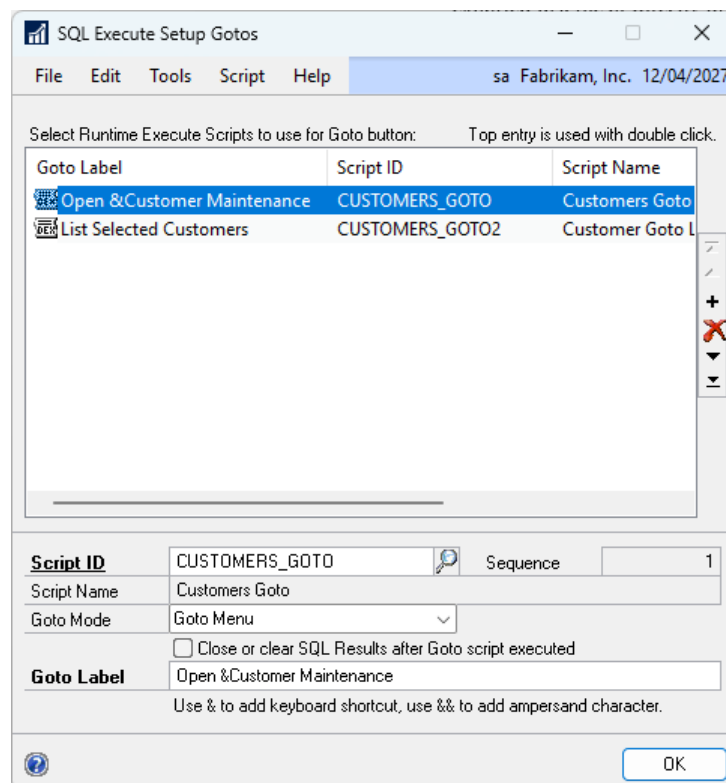 SQL Execute Setup Gotos
File Edit Tools Script Help sa Fabrikam, Inc. 12/04/2027
Select Runtime Execute Scripts to use for Goto button: Top entry is used with double click.
Goto Label Script ID Script Name
Open &Customer Maintenance CUSTOMERS_GOTO Customers Goto
List Selected Customers CUSTOMERS_GOTO2 Customer Goto L
Script ID CUSTOMERS_GOTO Sequence 1
Script Name Customers Goto
Goto Mode Goto Menu
Close or clear SQL Results after Goto script executed
Goto Label Open &Customer Maintenance
Use & to add keyboard shortcut, use && to add ampersand character.
OK